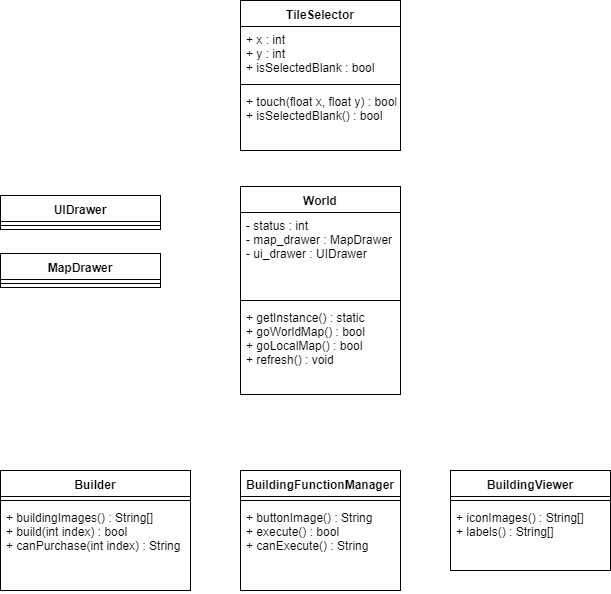 TileSelector
+ x : int
+ y : int
+ isSelectedBlank : bool
+ touch(float x, float y) : bool
+ isSelectedBlank() : bool
UIDrawer
MapDrawer
World
- status : int
- map_drawer : MapDrawer
- ui_drawer : UIDrawer
+ getInstance() : static
+ goWorldMap() : bool
+ goLocalMap() : bool
+ refresh() : void
Builder
+ buildingImages() : String[]
+ build(int index) : bool
+ canPurchase(int index) : String
BuildingFunctionManager
+ buttonImage() : String
+ execute() : bool
+ canExecute() : String
BuildingViewer
+ iconImages() : String[]
+ labels() : String[]